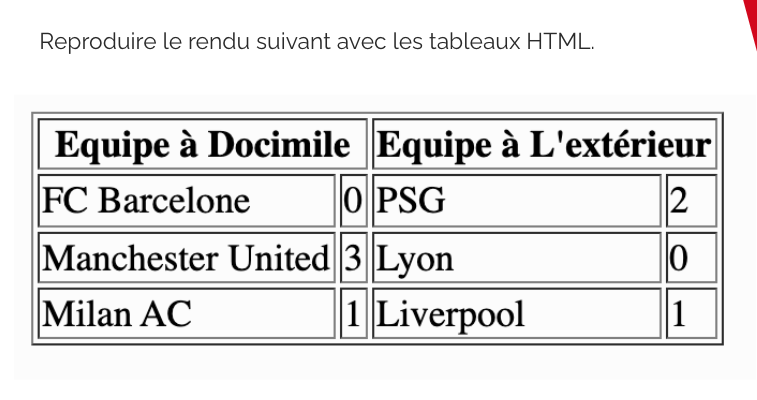 Reproduire le rendu suivant avec les tableaux HTML.
Equipe à Docimile Equipe à L'extérieur
FC Barcelone 0 PSG 2
Manchester United 3 Lyon 0
Milan AC 1 Liverpool 1